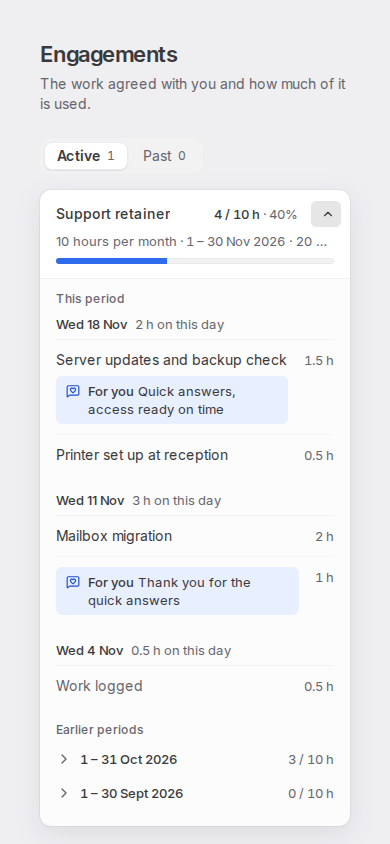 Engagements
The work agreed with you and how much of it
is used.
Active 1 Past 0
Support retainer 4 / 10 h · 40%
10 hours per month · 1 – 30 Nov 2026 · 20 ...
This period
Wed 18 Nov 2 h on this day
Server updates and backup check 1.5 h
For you Quick answers,
access ready on time
Printer set up at reception 0.5 h
Wed 11 Nov 3 h on this day
Mailbox migration 2 h
For you Thank you for the 1 h
quick answers
Wed 4 Nov 0.5 h on this day
Work logged 0.5 h
Earlier periods
1 – 31 Oct 2026 3 / 10 h
1 – 30 Sept 2026 0 / 10 h